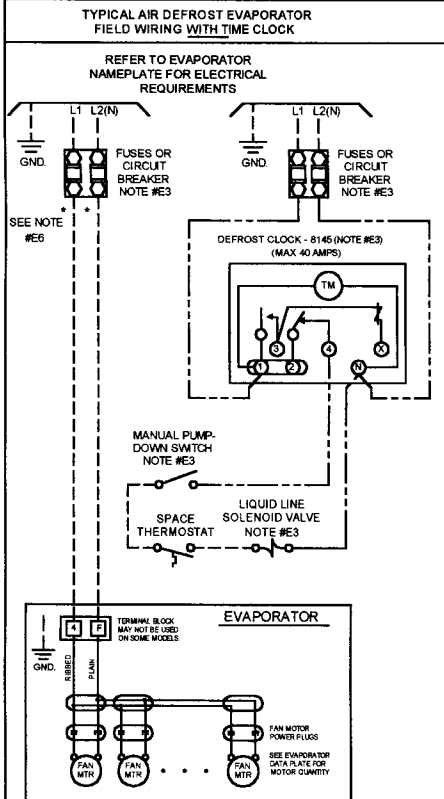 TYPICAL AIR DEFROST EVAPORATOR
FIELD WIRING WITH TIME CLOCK
REFER TO EVAPORATOR
NAMEPLATE FOR ELECTRICAL
REQUIREMENTS
L1 L2(N)
L1 L2(N)
GND.
FUSES OR
CIRCUIT
BREAKER
NOTE #E3
GND.
FUSES OR
CIRCUIT
BREAKER
NOTE #E3
* *
SEE NOTE
#E6
DEFROST CLOCK - 8145 (NOTE #E3)
(MAX 40 AMPS)
TM
3 4 X
1 2 N
MANUAL PUMP-
DOWN SWITCH
NOTE #E3
SPACE
THERMOSTAT
LIQUID LINE
SOLENOID VALVE
NOTE #E3
EVAPORATOR
4 F
TERMINAL BLOCK
MAY NOT BE USED
ON SOME MODELS.
GND.
RIBBED
PLAIN
FAN MOTOR
POWER PLUGS
FAN
MTR
FAN
MTR
FAN
MTR
SEE EVAPORATOR
DATA PLATE FOR
MOTOR QUANTITY